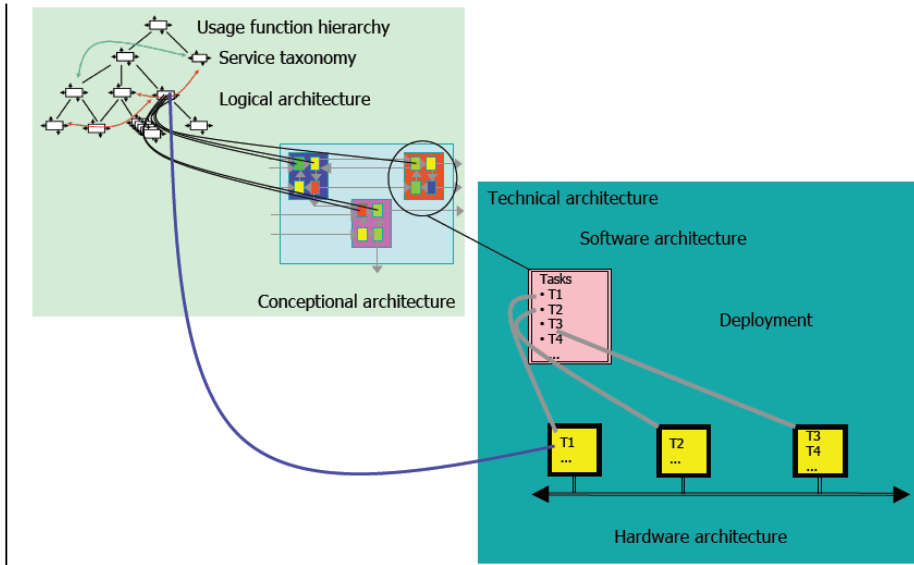 Usage function hierarchy
Service taxonomy
Logical architecture
Conceptional architecture
Technical architecture
Software architecture
Tasks
• T1
• T2
• T3
• T4
...
Deployment
T1
...
T2
...
T3
T4
...
Hardware architecture